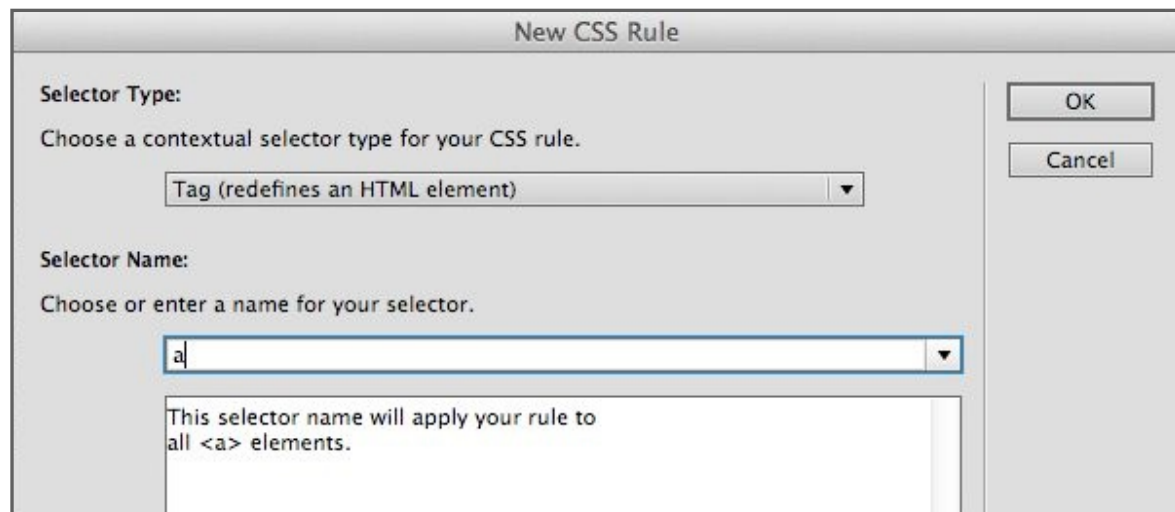 New CSS Rule
Selector Type:
OK
Choose a contextual selector type for your CSS rule.
Cancel
Tag (redefines an HTML element)
Selector Name:
Choose or enter a name for your selector.
a
This selector name will apply your rule to
all <a> elements.